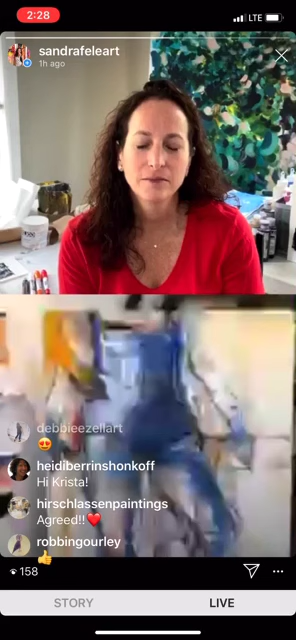 2:28
LTE
sandrafeleart
1h ago
debbieezellart
heidiberrinshonkoff
Hi Krista!
hirschlassenpaintings
Agreed!!❤️
robbingourley
158
STORY
LIVE